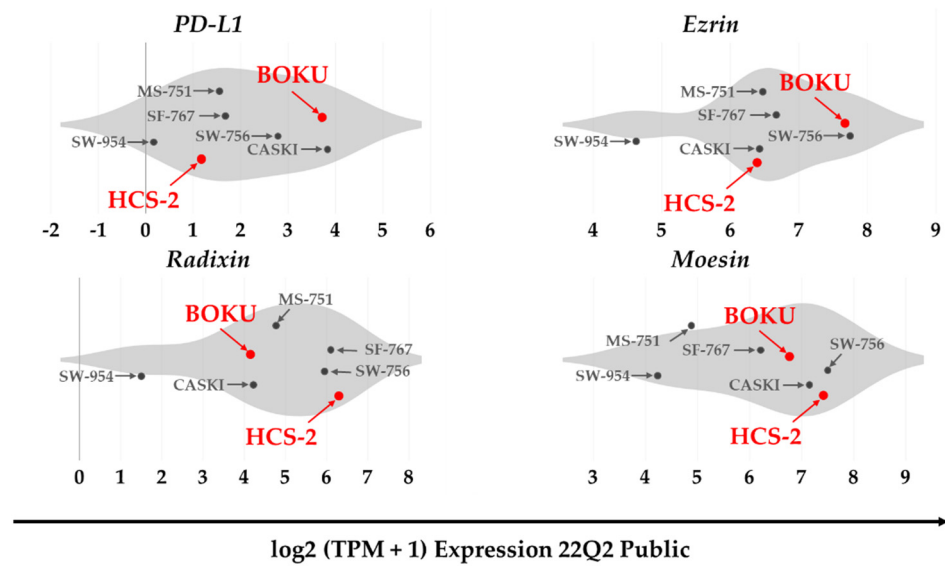 PD-L1
Ezrin
BOKU
MS-751
SF-767
SW-756
SW-954
CASKI
HCS-2
-2 -1 0 1 2 3 4 5 6
BOKU
MS-751
SW-756
SW-954
CASKI
HCS-2
4 5 6 7 8 9
Radixin
Moesin
MS-751
BOKU
SF-767
SW-756
SW-954
CASKI
HCS-2
0 1 2 3 4 5 6 7 8
BOKU
MS-751
SF-767
SW-756
SW-954
CASKI
HCS-2
3 4 5 6 7 8 9
SF-767
log2 (TPM + 1) Expression 22Q2 Public